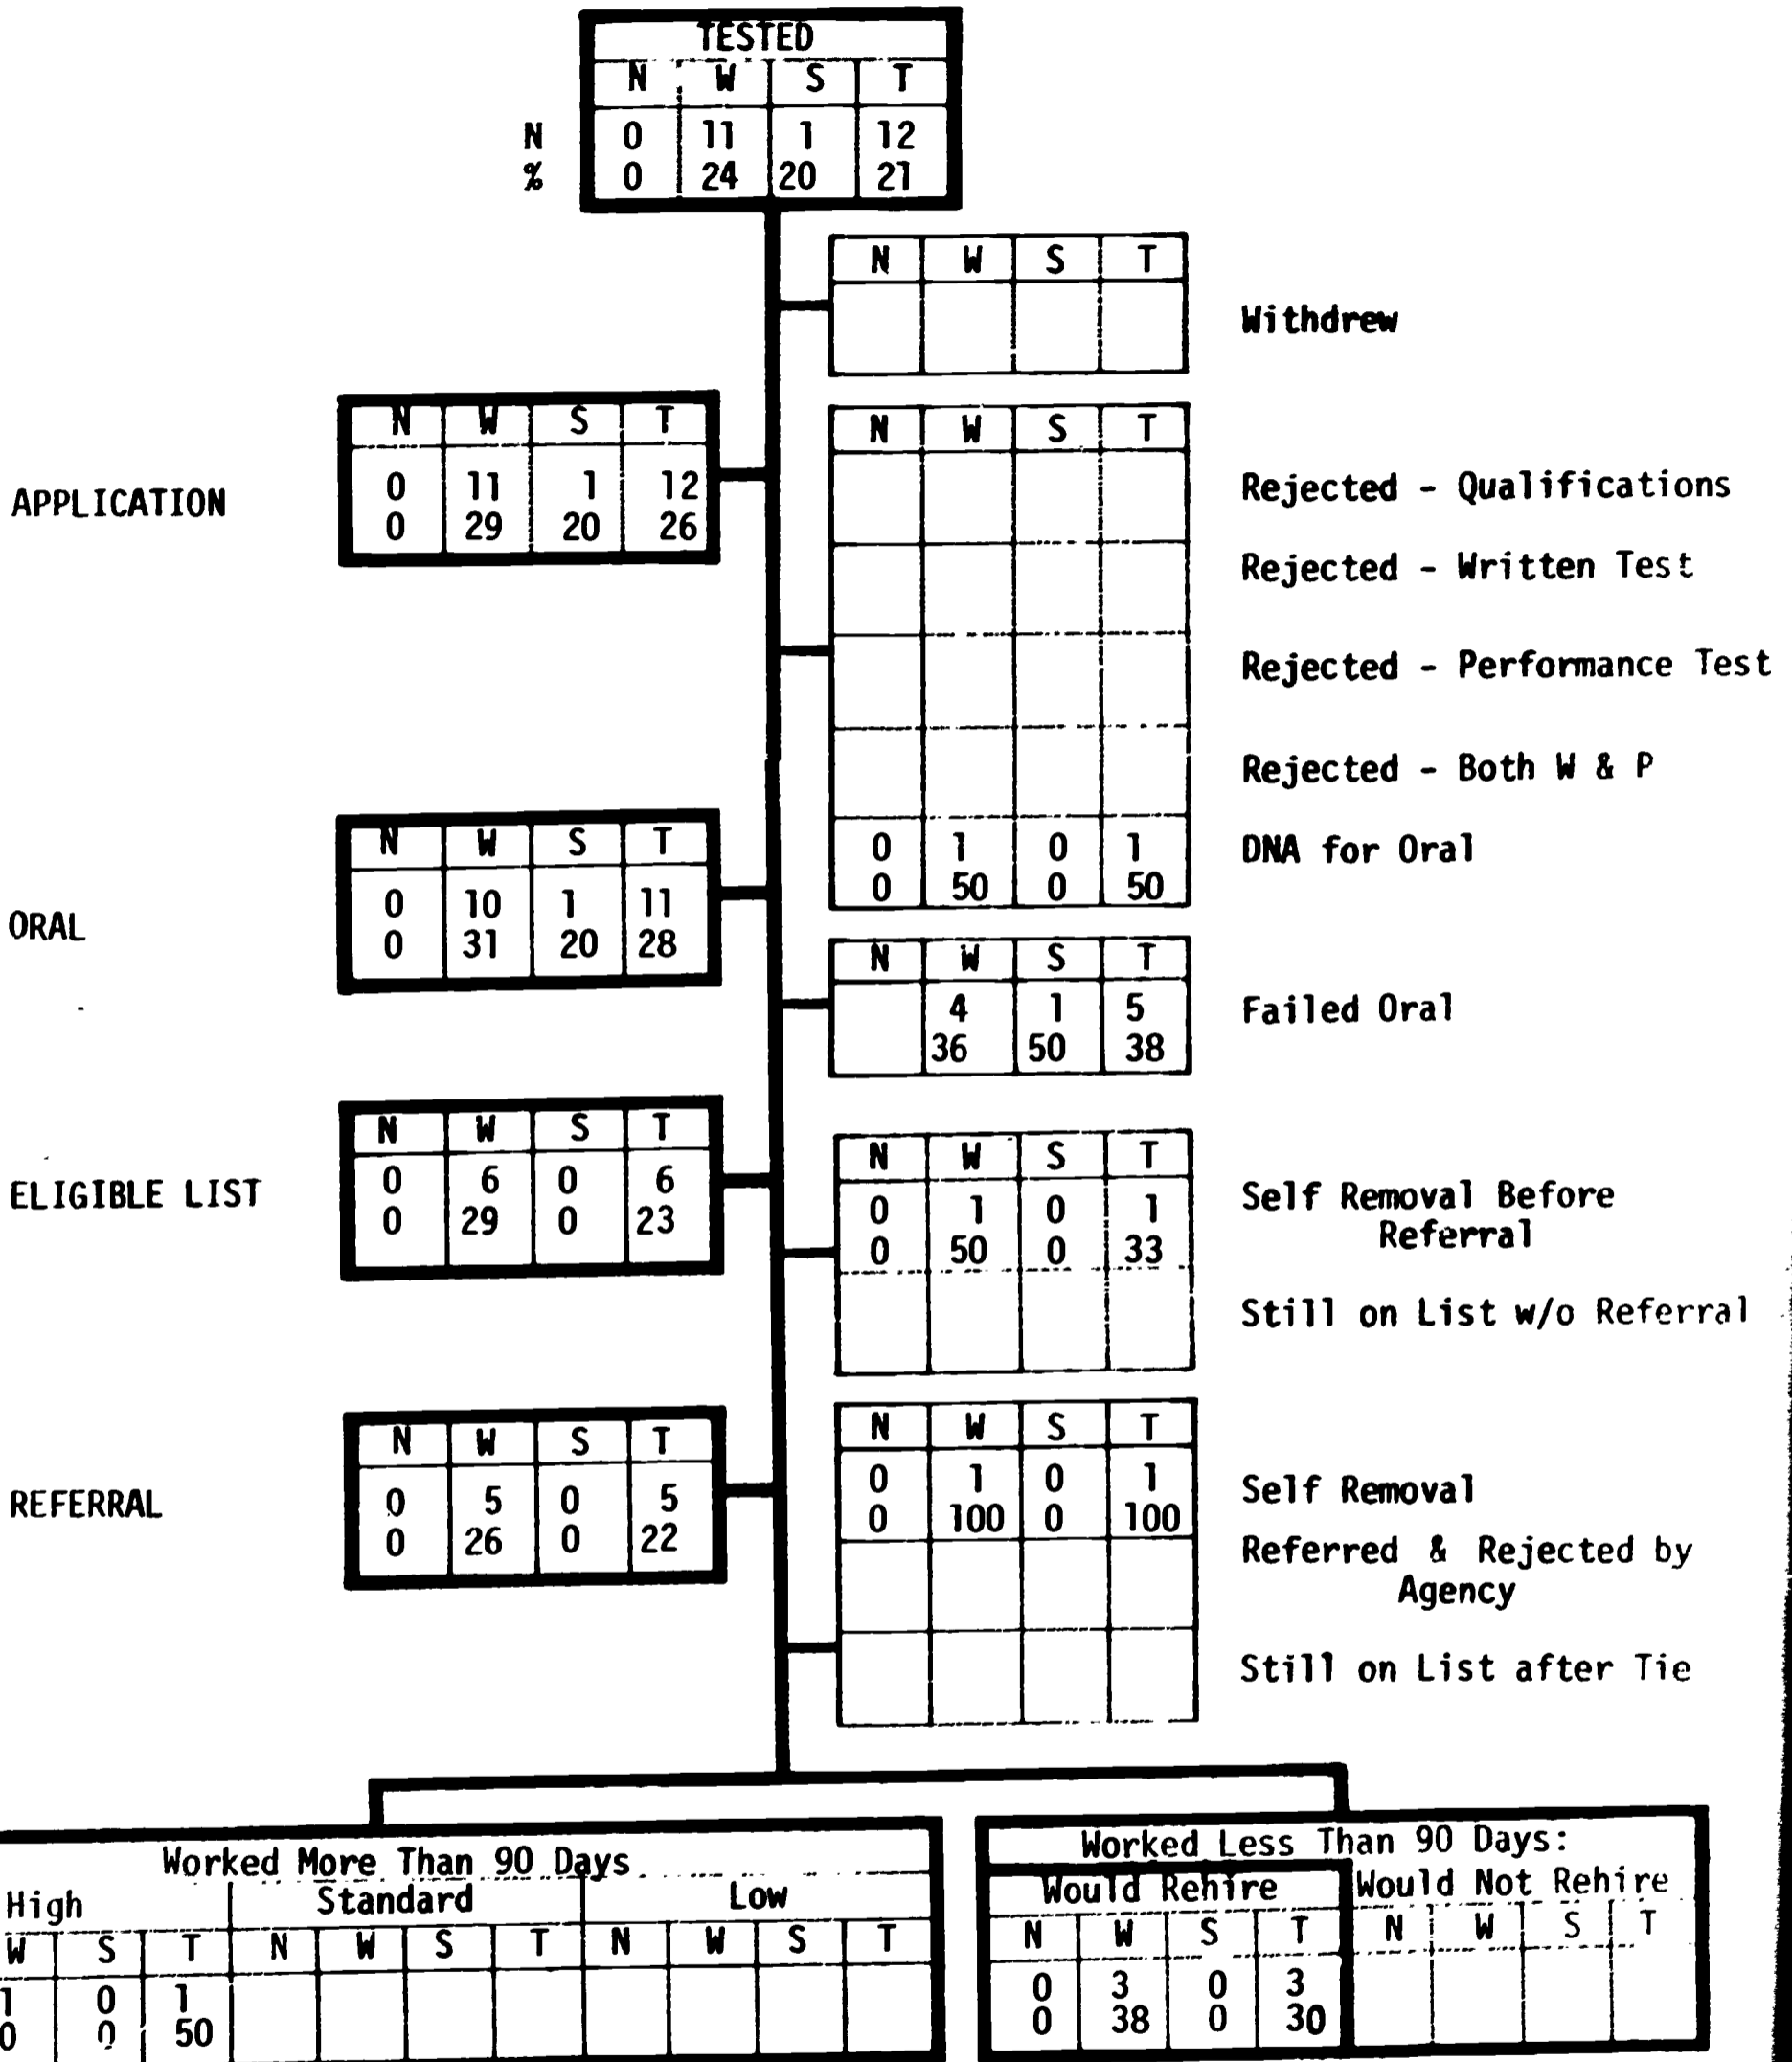 TESTED
N W S T
N 0 11 1 12
% 0 24 20 21
N W S T
Withdrew
N W S T
APPLICATION
0 11 1 12
0 29 20 26
N W S T
Rejected - Qualifications
Rejected - Written Test
Rejected - Performance Test
Rejected - Both W & P
0 1 0 1
0 50 0 50
DNA for Oral
N W S T
ORAL
0 10 1 11
0 31 20 28
N W S T
4 1 5
36 50 38
Failed Oral
N W S T
ELIGIBLE LIST
0 6 0 6
0 29 0 23
N W S T
0 1 0 1
0 50 0 33
Self Removal Before
Referral
Still on List w/o Referral
N W S T
REFERRAL
0 5 0 5
0 26 0 22
N W S T
0 1 0 1
0 100 0 100
Self Removal
Referred & Rejected by
Agency
Still on List after Tie
Worked More Than 90 Days
High Standard Low
W S T N W S T N W S T
1 0 1
0 0 50
Worked Less Than 90 Days:
Would Rehire Would Not Rehire
N W S T N W S T
0 3 0 3
0 38 0 30